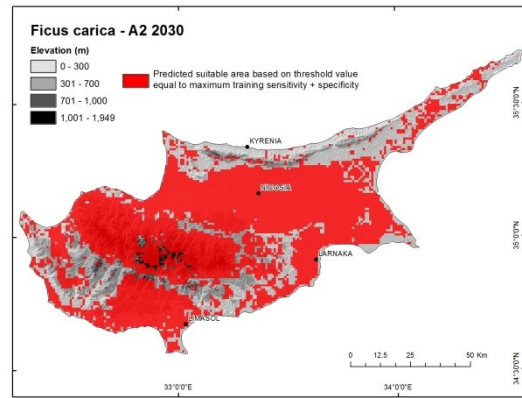 Ficus carica - A2 2030
Elevation (m)
0 - 300
301 - 700
701 - 1,000
1,001 - 1,949
Predicted suitable area based on threshold value
equal to maximum training sensitivity + specificity
KYRENIA
NICOSIA
LARNAKA
LIMASOL
35°30'0"N
35°0'0"N
34°30'0"N
0 12.5 25 50 Km
33°0'0"E 34°0'0"E